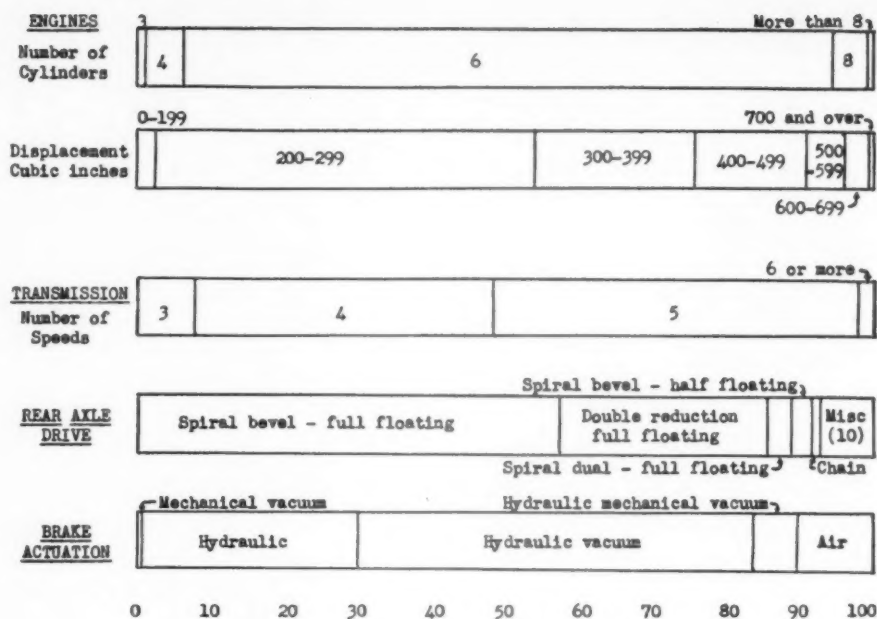 ENGINES
Number of
Cylinders
3
More than 8
4
6
8
Displacement
Cubic inches
0-199
700 and over
200-299
300-399
400-499
500
-599
600-699
TRANSMISSION
Number of
Speeds
6 or more
3
4
5
REAR AXLE
DRIVE
Spiral bevel - half floating
Spiral bevel - full floating
Double reduction
full floating
Misc
(10)
Spiral dual - full floating
Chain
BRAKE
ACTUATION
Mechanical vacuum
Hydraulic mechanical vacuum
Hydraulic
Hydraulic vacuum
Air
0 10 20 30 40 50 60 70 80 90 100